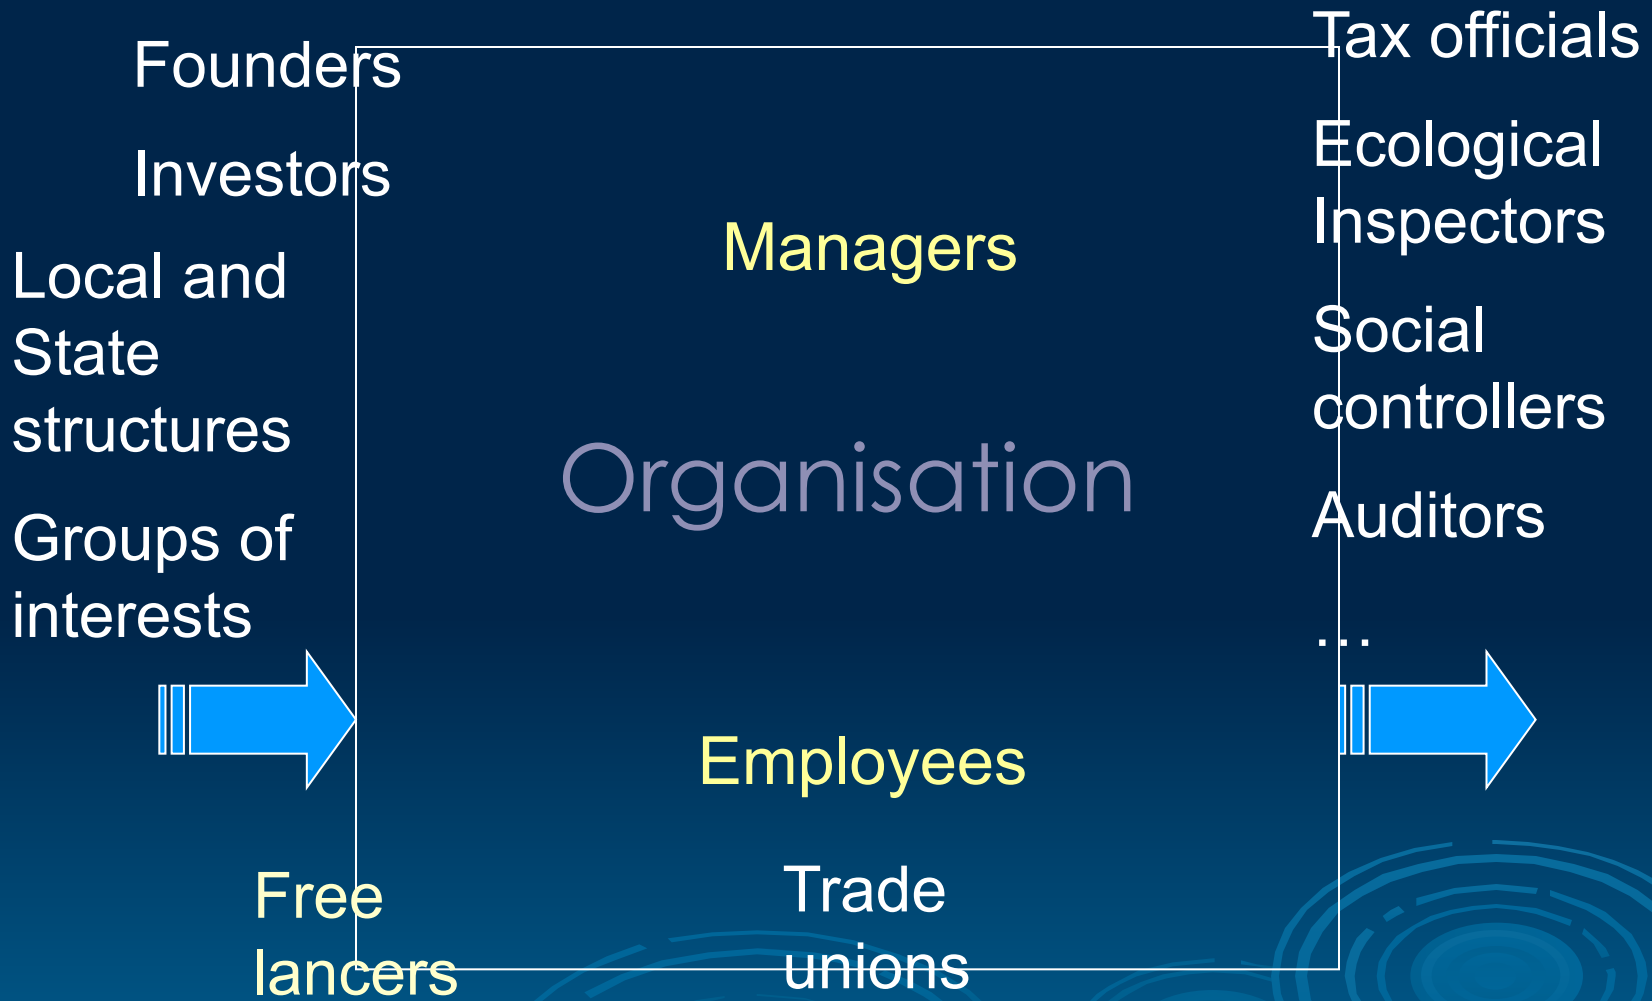 Founders
Investors
Local and
State
structures
Groups of
interests
Managers
Organisation
Employees
Free
lancers
Trade
unions
Tax officials
Ecological
Inspectors
Social
controllers
Auditors
…